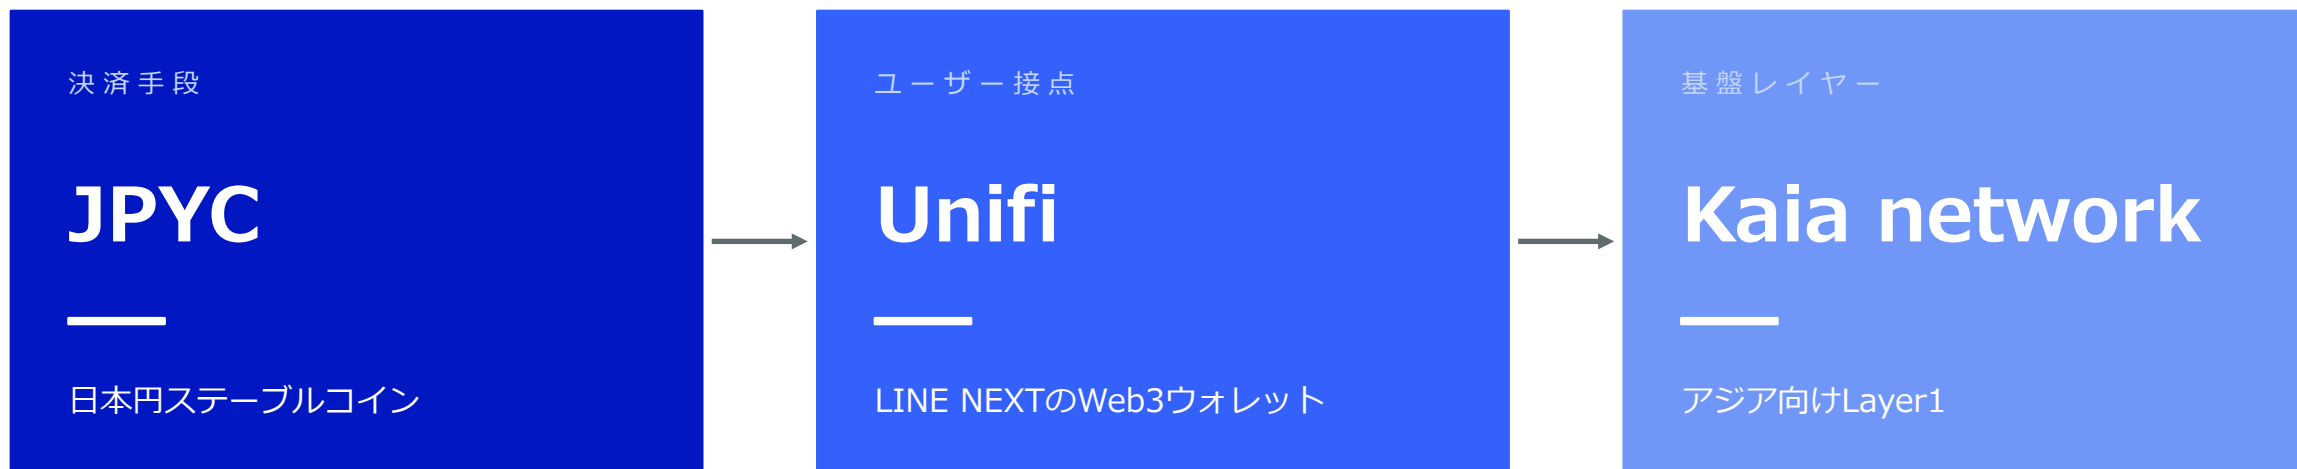 決済手段
JPYC
日本円ステーブルコイン
ユーザー接点
Unifi
LINE NEXTのWeb3ウォレット
基盤レイヤー
Kaia network
アジア向けLayer1